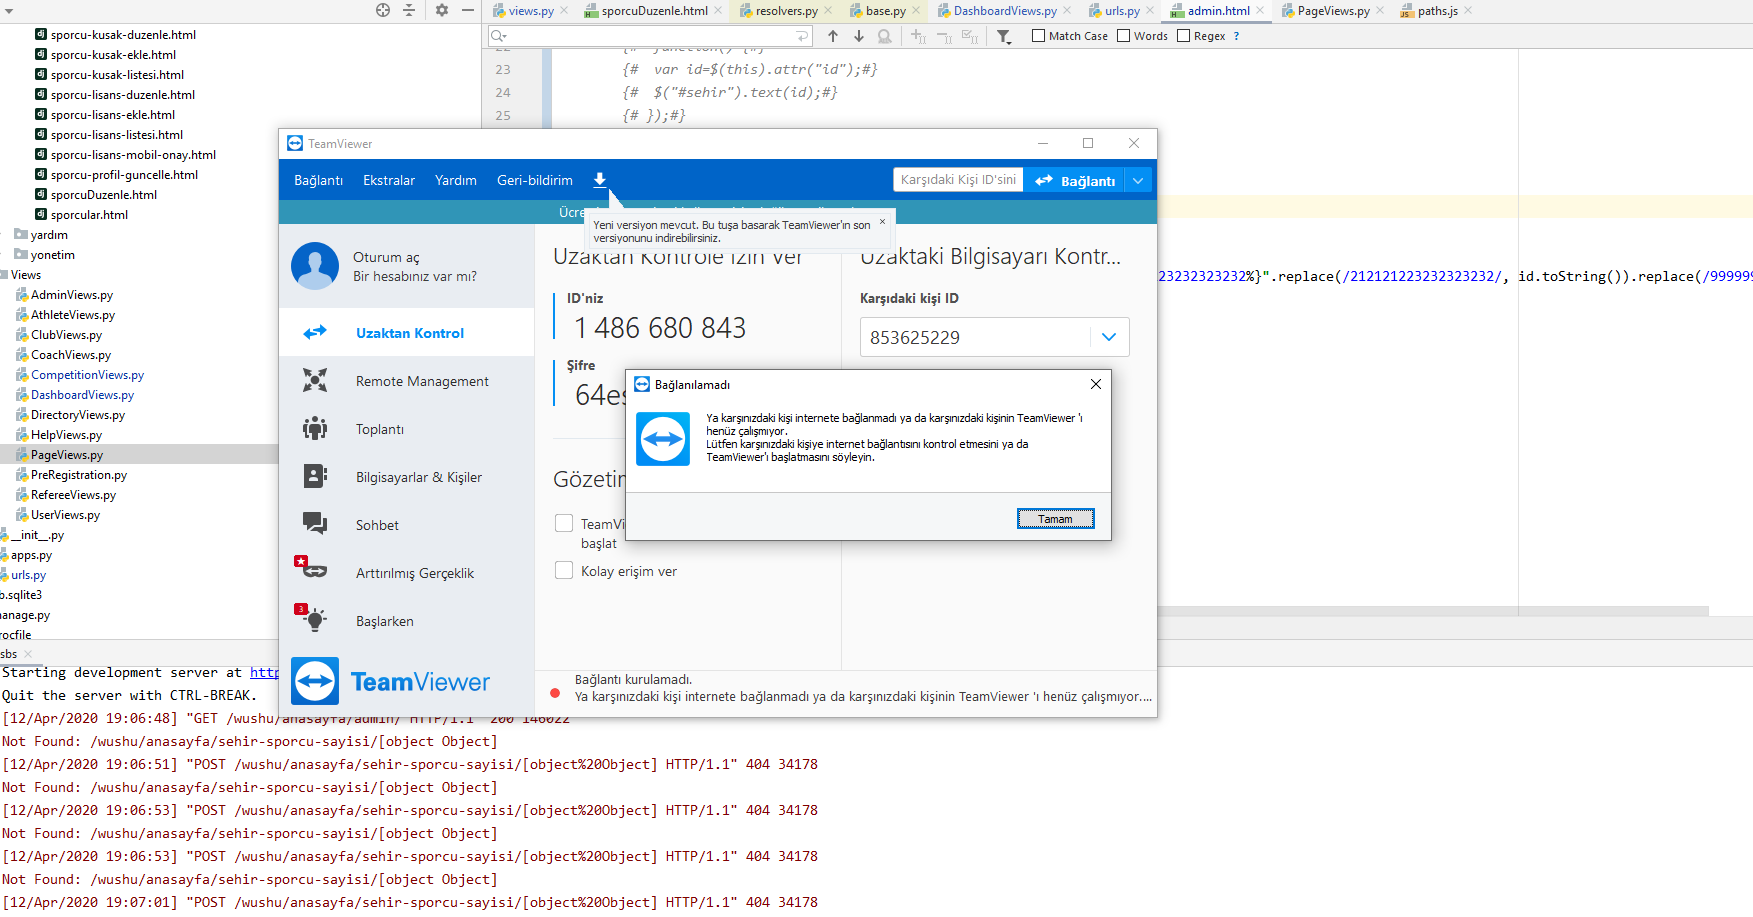 views.py
sporcuDuzenle.html
resolvers.py
base.py
DashboardViews.py
urls.py
admin.html
PageViews.py
paths.js
Match Case
Words
Regex
?
sporcu-kusak-duzenle.html
sporcu-kusak-ekle.html
sporcu-kusak-listesi.html
sporcu-lisans-duzenle.html
sporcu-lisans-ekle.html
sporcu-lisans-listesi.html
sporcu-lisans-mobil-onay.html
sporcu-profil-guncelle.html
sporcuDuzenle.html
sporcular.html
yardım
yonetim
Views
AdminViews.py
AthleteViews.py
ClubViews.py
CoachViews.py
CompetitionViews.py
DashboardViews.py
DirectoryViews.py
HelpViews.py
PageViews.py
PreRegistration.py
RefereeViews.py
UserViews.py
__init__.py
apps.py
urls.py
b.sqlite3
anage.py
rocfile
22 {# function() {#}
23 {# var id=$(this).attr("id");#}
24 {# $("#sehir").text(id);#}
25 {# });#}
23232323232%}".replace(/212121223232323232/, id.toString()).replace(/999999
TeamViewer
Bağlantı Ekstralar Yardım Geri-bildirim
Karşıdaki Kişi ID'sini
Bağlantı
Ücre
Yeni versiyon mevcut. Bu tuşa basarak TeamViewer'ın son
versiyonunu indirebilirsiniz.
Oturum aç
Bir hesabınız var mı?
Uzaktan Kontrol
Remote Management
Toplantı
Bilgisayarlar & Kişiler
Sohbet
Arttırılmış Gerçeklik
3
Başlarken
TeamViewer
Uzaktan Kontrole İzin Ver
ID'niz
1 486 680 843
Şifre
64es
Gözetim
TeamVi
başlat
Kolay erişim ver
Uzaktaki Bilgisayarı Kontr...
Karşıdaki kişi ID
853625229
Bağlanılamadı
Ya karşınızdaki kişi internete bağlanmadı ya da karşınızdaki kişinin TeamViewer 'ı
henüz çalışmıyor.
Lütfen karşınızdaki kişiye internet bağlantısını kontrol etmesini ya da
TeamViewer'ı başlatmasını söyleyin.
Tamam
Bağlantı kurulamadı.
Ya karşınızdaki kişi internete bağlanmadı ya da karşınızdaki kişinin TeamViewer 'ı henüz çalışmıyor....
sbs
Starting development server at http
Quit the server with CTRL-BREAK.
[12/Apr/2020 19:06:48] "GET /wushu/anasayfa/admin/ HTTP/1.1" 200 146022
Not Found: /wushu/anasayfa/sehir-sporcu-sayisi/[object Object]
[12/Apr/2020 19:06:51] "POST /wushu/anasayfa/sehir-sporcu-sayisi/[object%20Object] HTTP/1.1" 404 34178
Not Found: /wushu/anasayfa/sehir-sporcu-sayisi/[object Object]
[12/Apr/2020 19:06:53] "POST /wushu/anasayfa/sehir-sporcu-sayisi/[object%20Object] HTTP/1.1" 404 34178
Not Found: /wushu/anasayfa/sehir-sporcu-sayisi/[object Object]
[12/Apr/2020 19:06:53] "POST /wushu/anasayfa/sehir-sporcu-sayisi/[object%20Object] HTTP/1.1" 404 34178
Not Found: /wushu/anasayfa/sehir-sporcu-sayisi/[object Object]
[12/Apr/2020 19:07:01] "POST /wushu/anasayfa/sehir-sporcu-sayisi/[object%20Object] HTTP/1.1" 404 34178